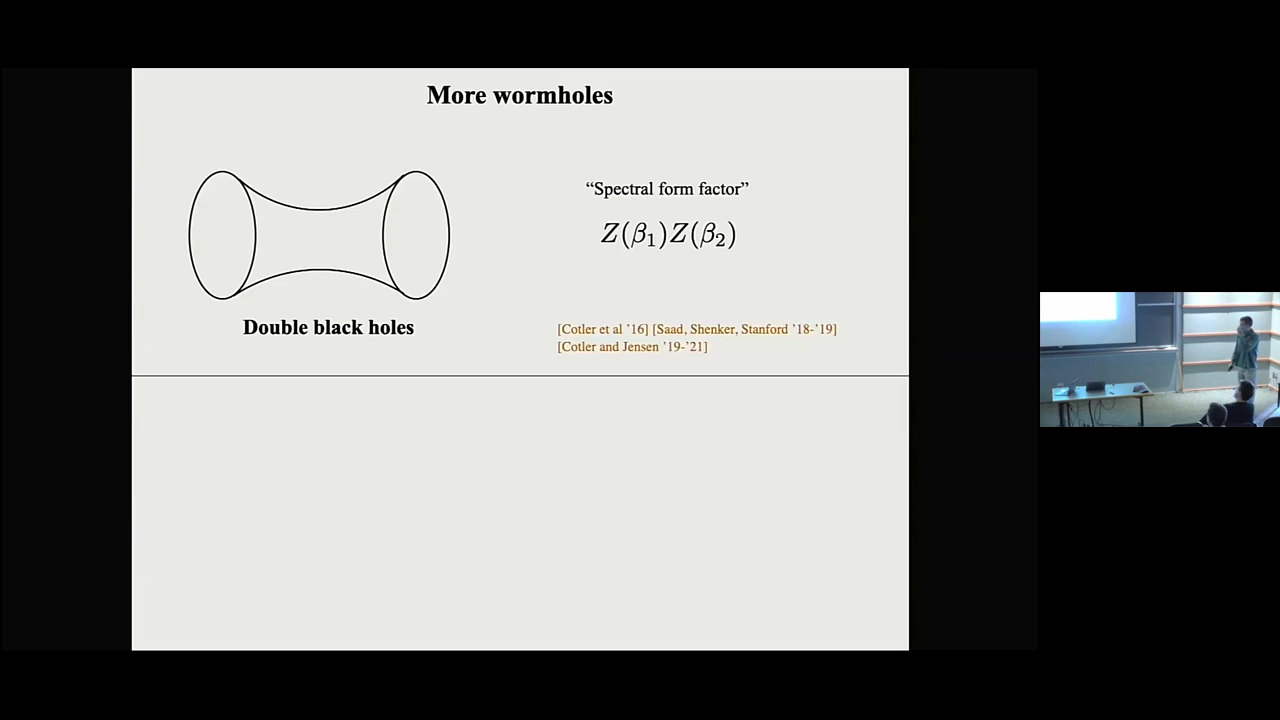 More wormholes
“Spectral form factor”
Z(β₁)Z(β₂)
Double black holes
[Cotler et al ’16] [Saad, Shenker, Stanford ’18-’19]
[Cotler and Jensen ’19-’21]